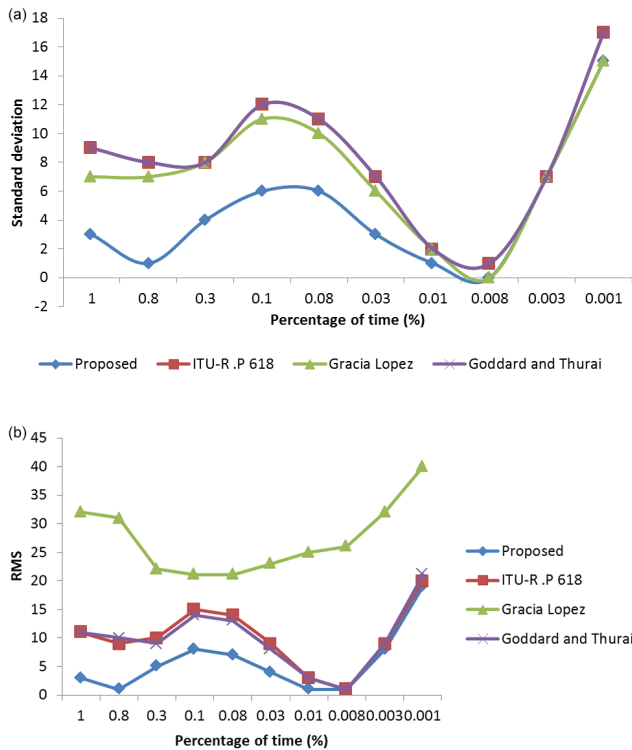 (a)
18
16
14
12
10
8
6
4
2
0
-2
Standard deviation
1 0.8 0.3 0.1 0.08 0.03 0.01 0.008 0.003 0.001
Percentage of time (%)
Proposed ITU-R .P 618 Gracia Lopez Goddard and Thurai
(b)
45
40
35
30
25
20
15
10
5
0
RMS
1 0.8 0.3 0.1 0.08 0.03 0.01 0.008 0.003 0.001
Percentage of time (%)
Proposed
ITU-R .P 618
Gracia Lopez
Goddard and Thurai